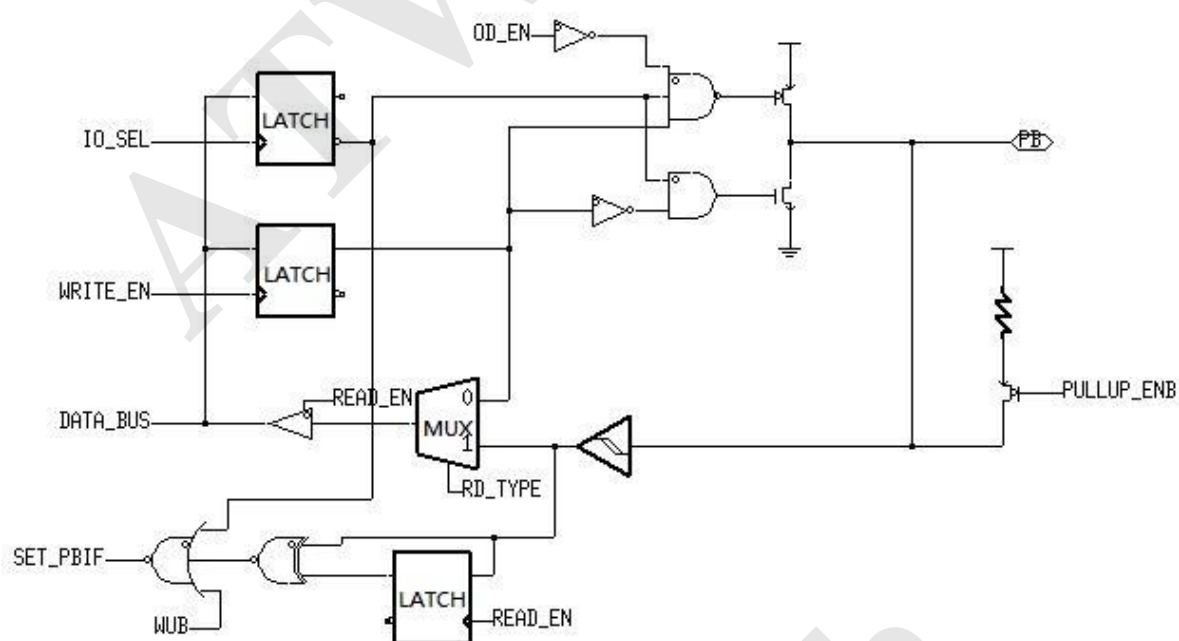 OD_EN
LATCH
IO_SEL
PB
LATCH
WRITE_EN
READ_EN
0
PULLUP_ENB
DATA_BUS
MUX
1
RD_TYPE
SET_PBIF
LATCH
READ_EN
WUB